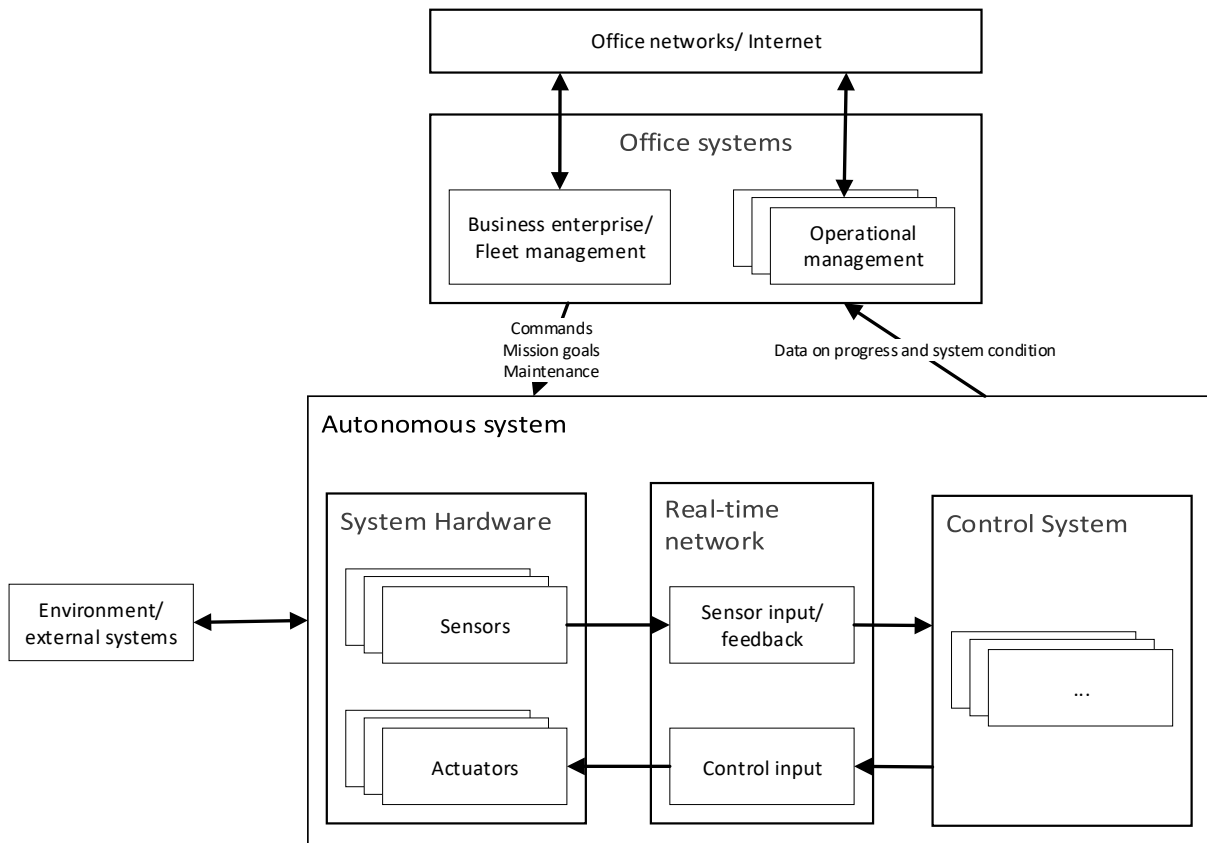 Office networks/ Internet
Office systems
Business enterprise/
Fleet management
Operational
management
Commands
Mission goals
Maintenance
Data on progress and system condition
Autonomous system
System Hardware
Real-time
network
Control System
Environment/
external systems
Sensors
Sensor input/
feedback
...
Actuators
Control input